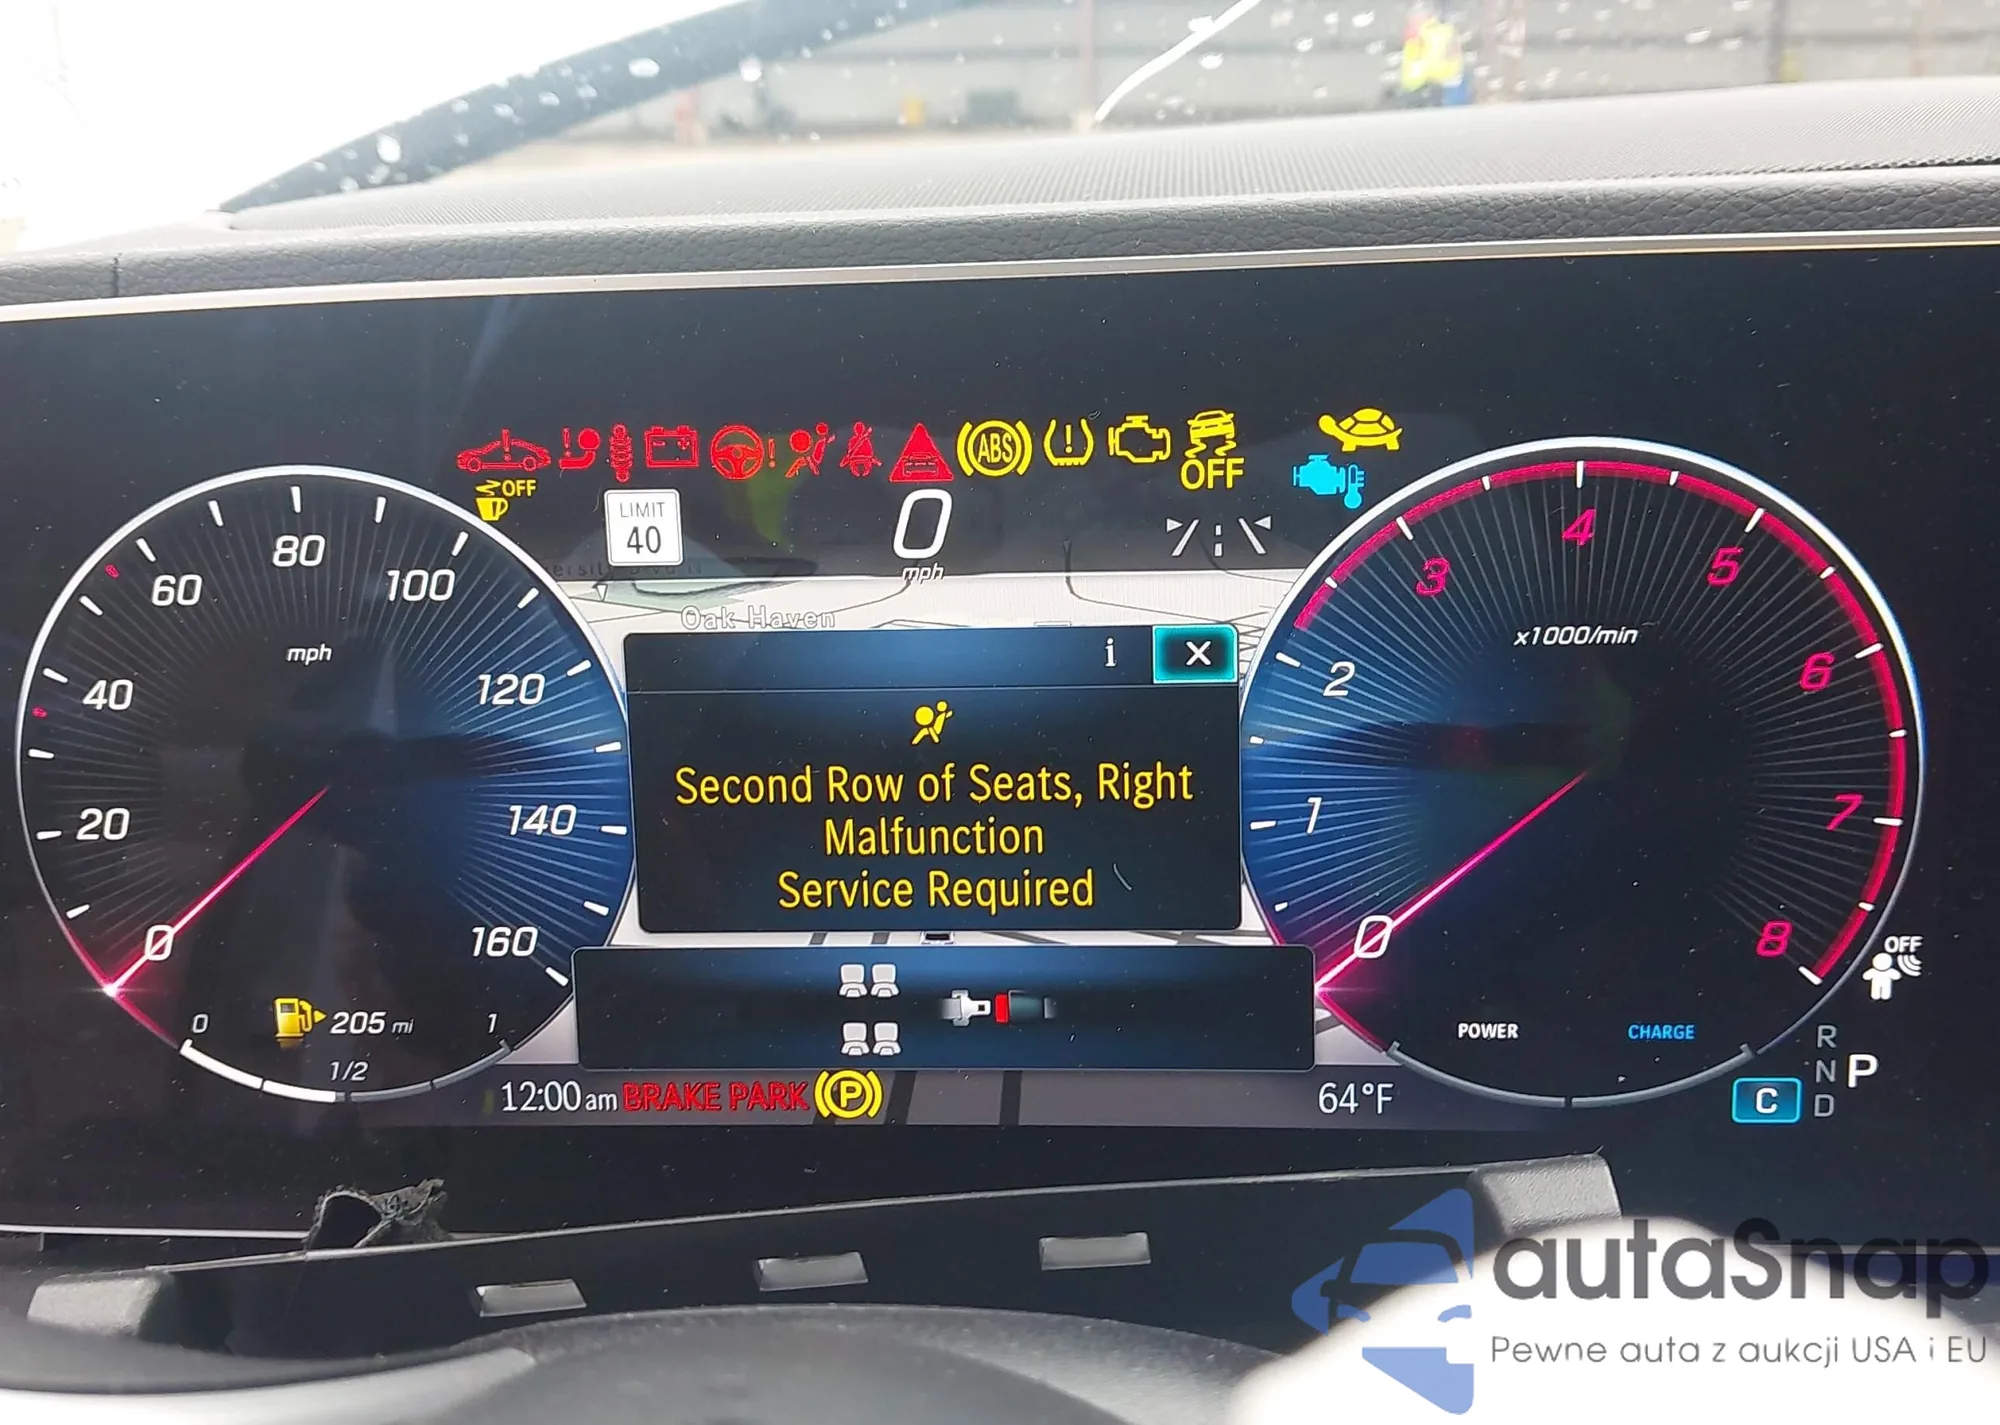 ABS
OFF
OFF
LIMIT
40
0
mph
Oak Haven
0
20
40
60
80
100
120
140
160
mph
0
1/2
1
205 mi
i X
Second Row of Seats, Right
Malfunction
Service Required
0
1
2
3
4
5
6
7
8
x1000/min
POWER
CHARGE
OFF
R
N
D
P
C
12:00 am BRAKE PARK P
64°F
autaSnap
Pewne auta z aukcji USA i EU